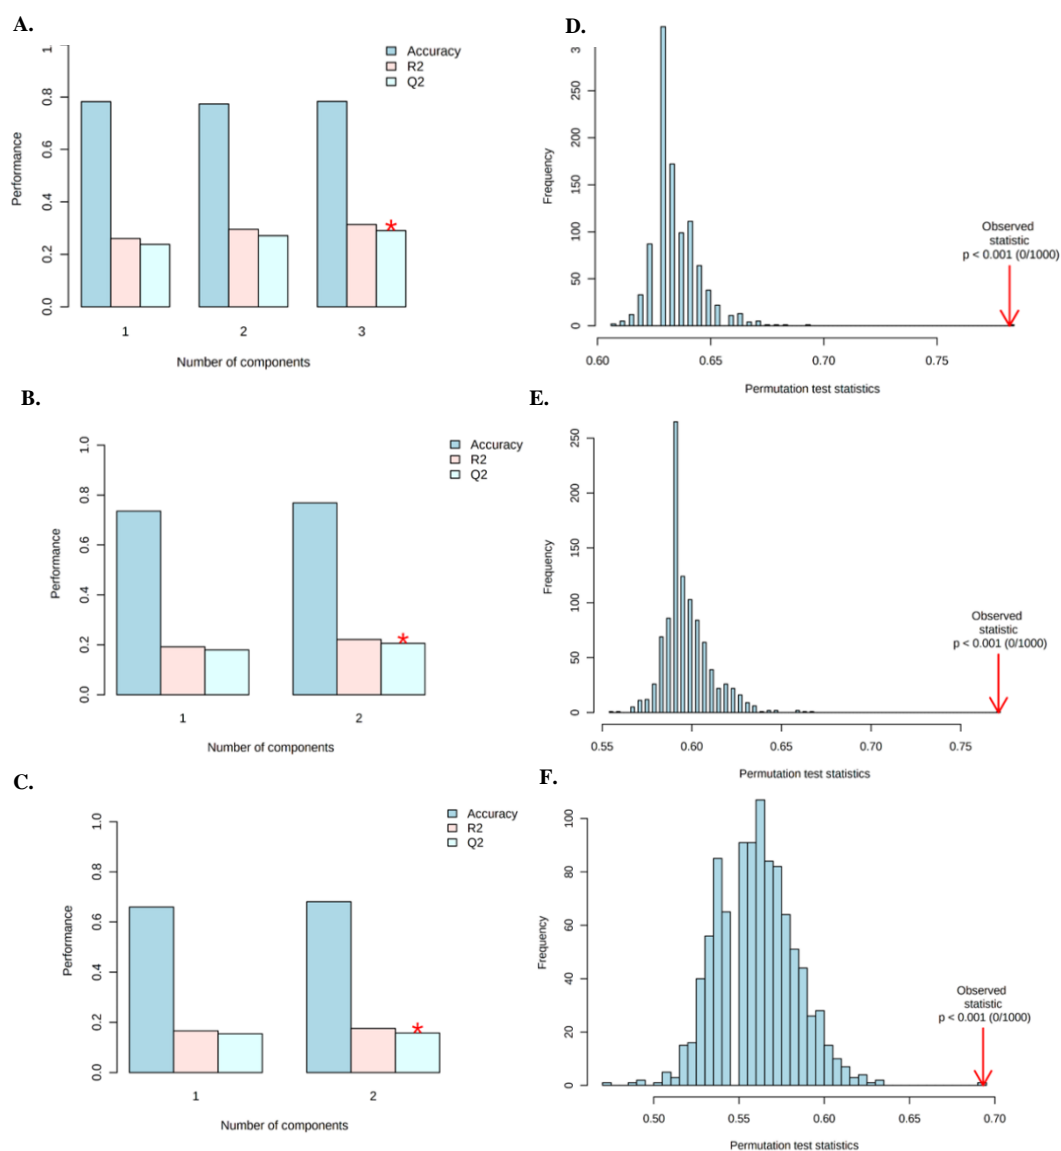 A.
1
0.8
0.6
0.4
0.2
0.0
Performance
Accuracy
R2
Q2
*
1
2
3
Number of components
D.
3
250
200
150
100
50
0
Frequency
Observed
statistic
p < 0.001 (0/1000)
0.60
0.65
0.70
0.75
Permutation test statistics
B.
1.0
0.8
0.6
0.4
0.2
0.0
Performance
Accuracy
R2
Q2
*
1
2
Number of components
E.
250
200
150
100
50
0
Frequency
Observed
statistic
p < 0.001 (0/1000)
0.55
0.60
0.65
0.70
0.75
Permutation test statistics
C.
1.0
0.8
0.6
0.4
0.2
0.0
Performance
Accuracy
R2
Q2
*
1
2
Number of components
F.
100
80
60
40
20
0
Frequency
Observed
statistic
p < 0.001 (0/1000)
0.50
0.55
0.60
0.65
0.70
Permutation test statistics